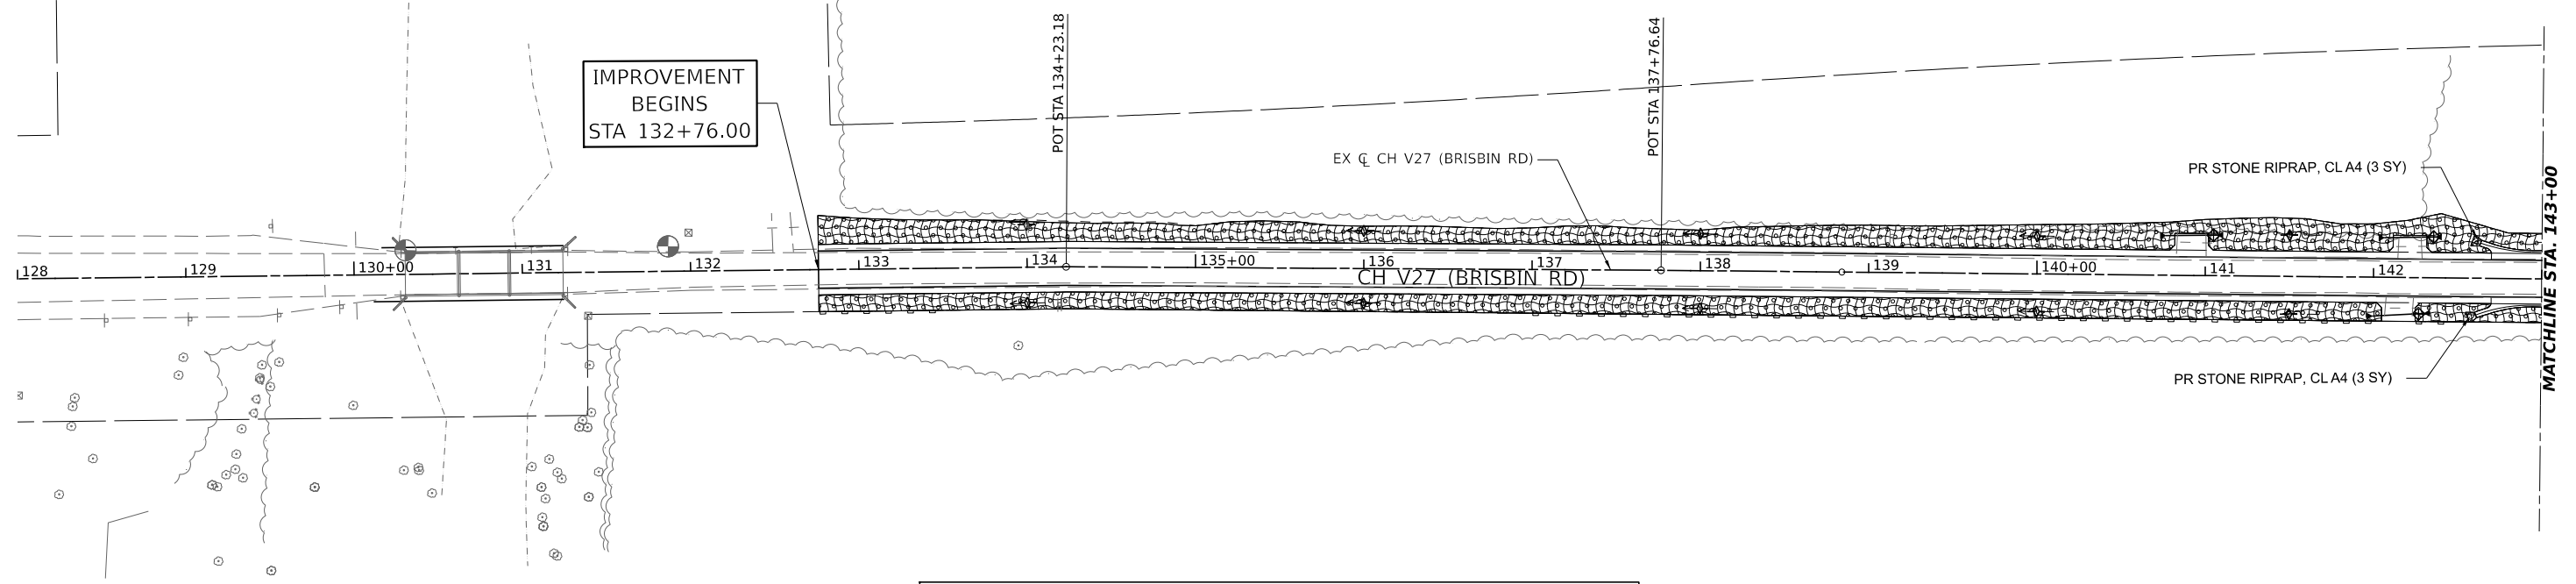 IMPROVEMENT
BEGINS
STA 132+76.00
POT STA 134+23.18
POT STA 137+76.64
EX ℄ CH V27 (BRISBIN RD)
PR STONE RIPRAP, CL A4 (3 SY)
128 129 130+00 131 132 133 134 135+00 136 137 138 139 140+00 141 142
CH V27 (BRISBIN RD)
MATCHLINE STA. 143+00
PR STONE RIPRAP, CL A4 (3 SY)